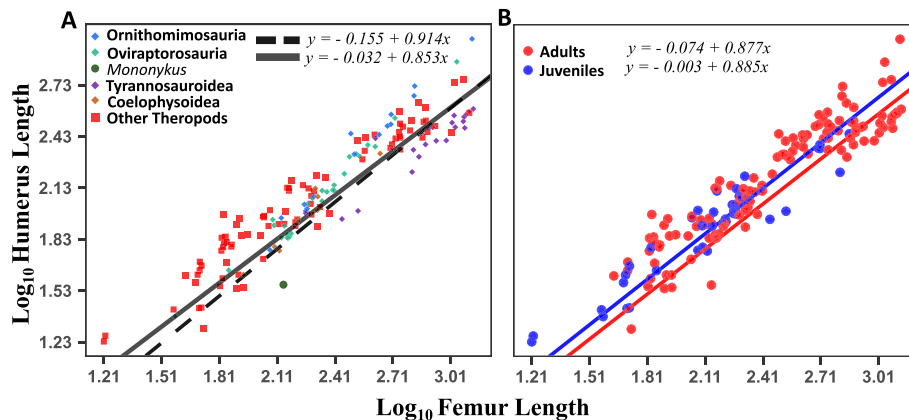 A
Ornithomimosauria
Oviraptorosauria
Mononykus
Tyrannosauroidea
Coelophysoidea
Other Theropods
y = - 0.155 + 0.914x
y = - 0.032 + 0.853x
B
Adults
Juveniles
y = - 0.074 + 0.877x
y = - 0.003 + 0.885x
Log10 Humerus Length
2.73
2.43
2.13
1.83
1.53
1.23
1.21 1.51 1.81 2.11 2.41 2.71 3.01
1.21 1.51 1.81 2.11 2.41 2.71 3.01
Log10 Femur Length